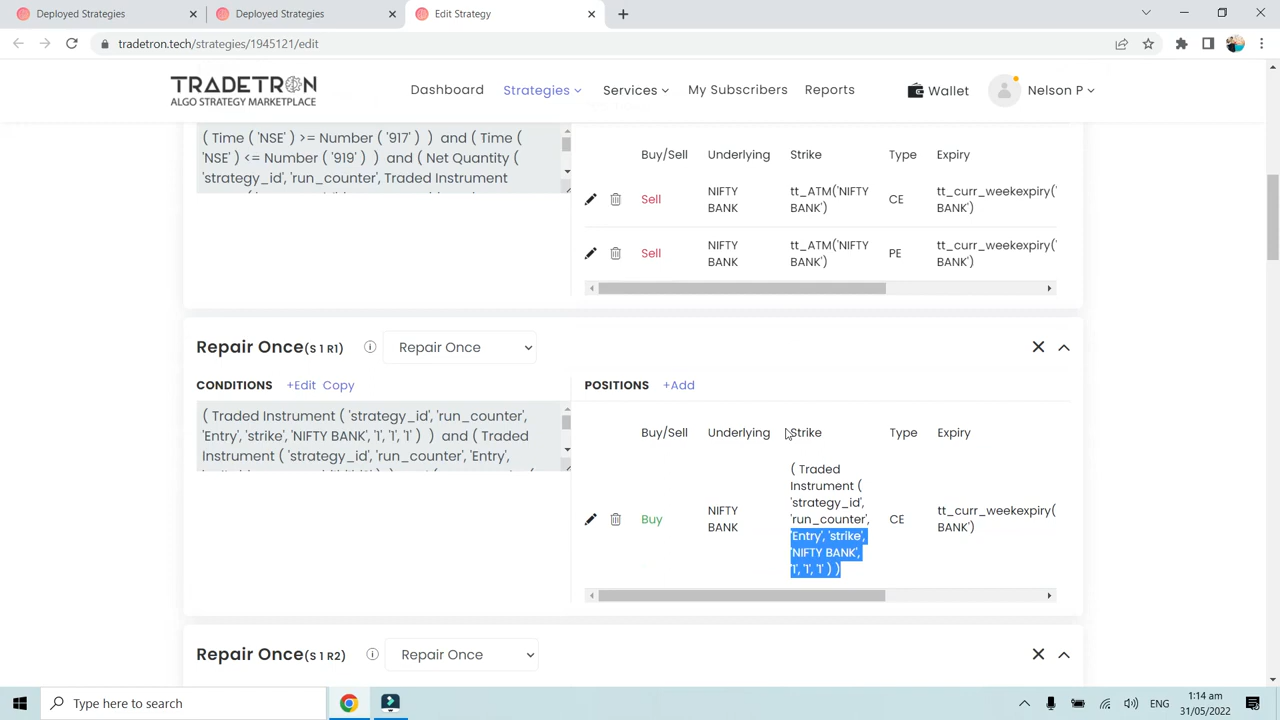 Deployed Strategies
Deployed Strategies
Edit Strategy
tradetron.tech/strategies/1945121/edit
TRADETRON
ALGO STRATEGY MARKETPLACE
Dashboard
Strategies
Services
My Subscribers
Reports
Wallet
Nelson P
( Time ( 'NSE' ) >= Number ( '917' ) ) and ( Time (
'NSE' ) <= Number ( '919' ) ) and ( Net Quantity (
'strategy_id', 'run_counter', Traded Instrument
Buy/Sell Underlying Strike Type Expiry
Sell NIFTY BANK tt_ATM('NIFTY BANK') CE tt_curr_weekexpiry(' BANK')
Sell NIFTY BANK tt_ATM('NIFTY BANK') PE tt_curr_weekexpiry(' BANK')
Repair Once(S 1 R1) Repair Once
CONDITIONS +Edit Copy
( Traded Instrument ( 'strategy_id', 'run_counter',
'Entry', 'strike', 'NIFTY BANK', '1', '1', '1' ) ) and ( Traded
Instrument ( 'strategy_id', 'run_counter', 'Entry',
POSITIONS +Add
Buy/Sell Underlying Strike Type Expiry
Buy
NIFTY
BANK
( Traded
Instrument (
'strategy_id',
'run_counter',
'Entry', 'strike',
'NIFTY BANK',
'1', '1', '1' ) )
CE
tt_curr_weekexpiry(
BANK')
Repair Once(S 1 R2) Repair Once
Type here to search
ENG
1:14 am
31/05/2022